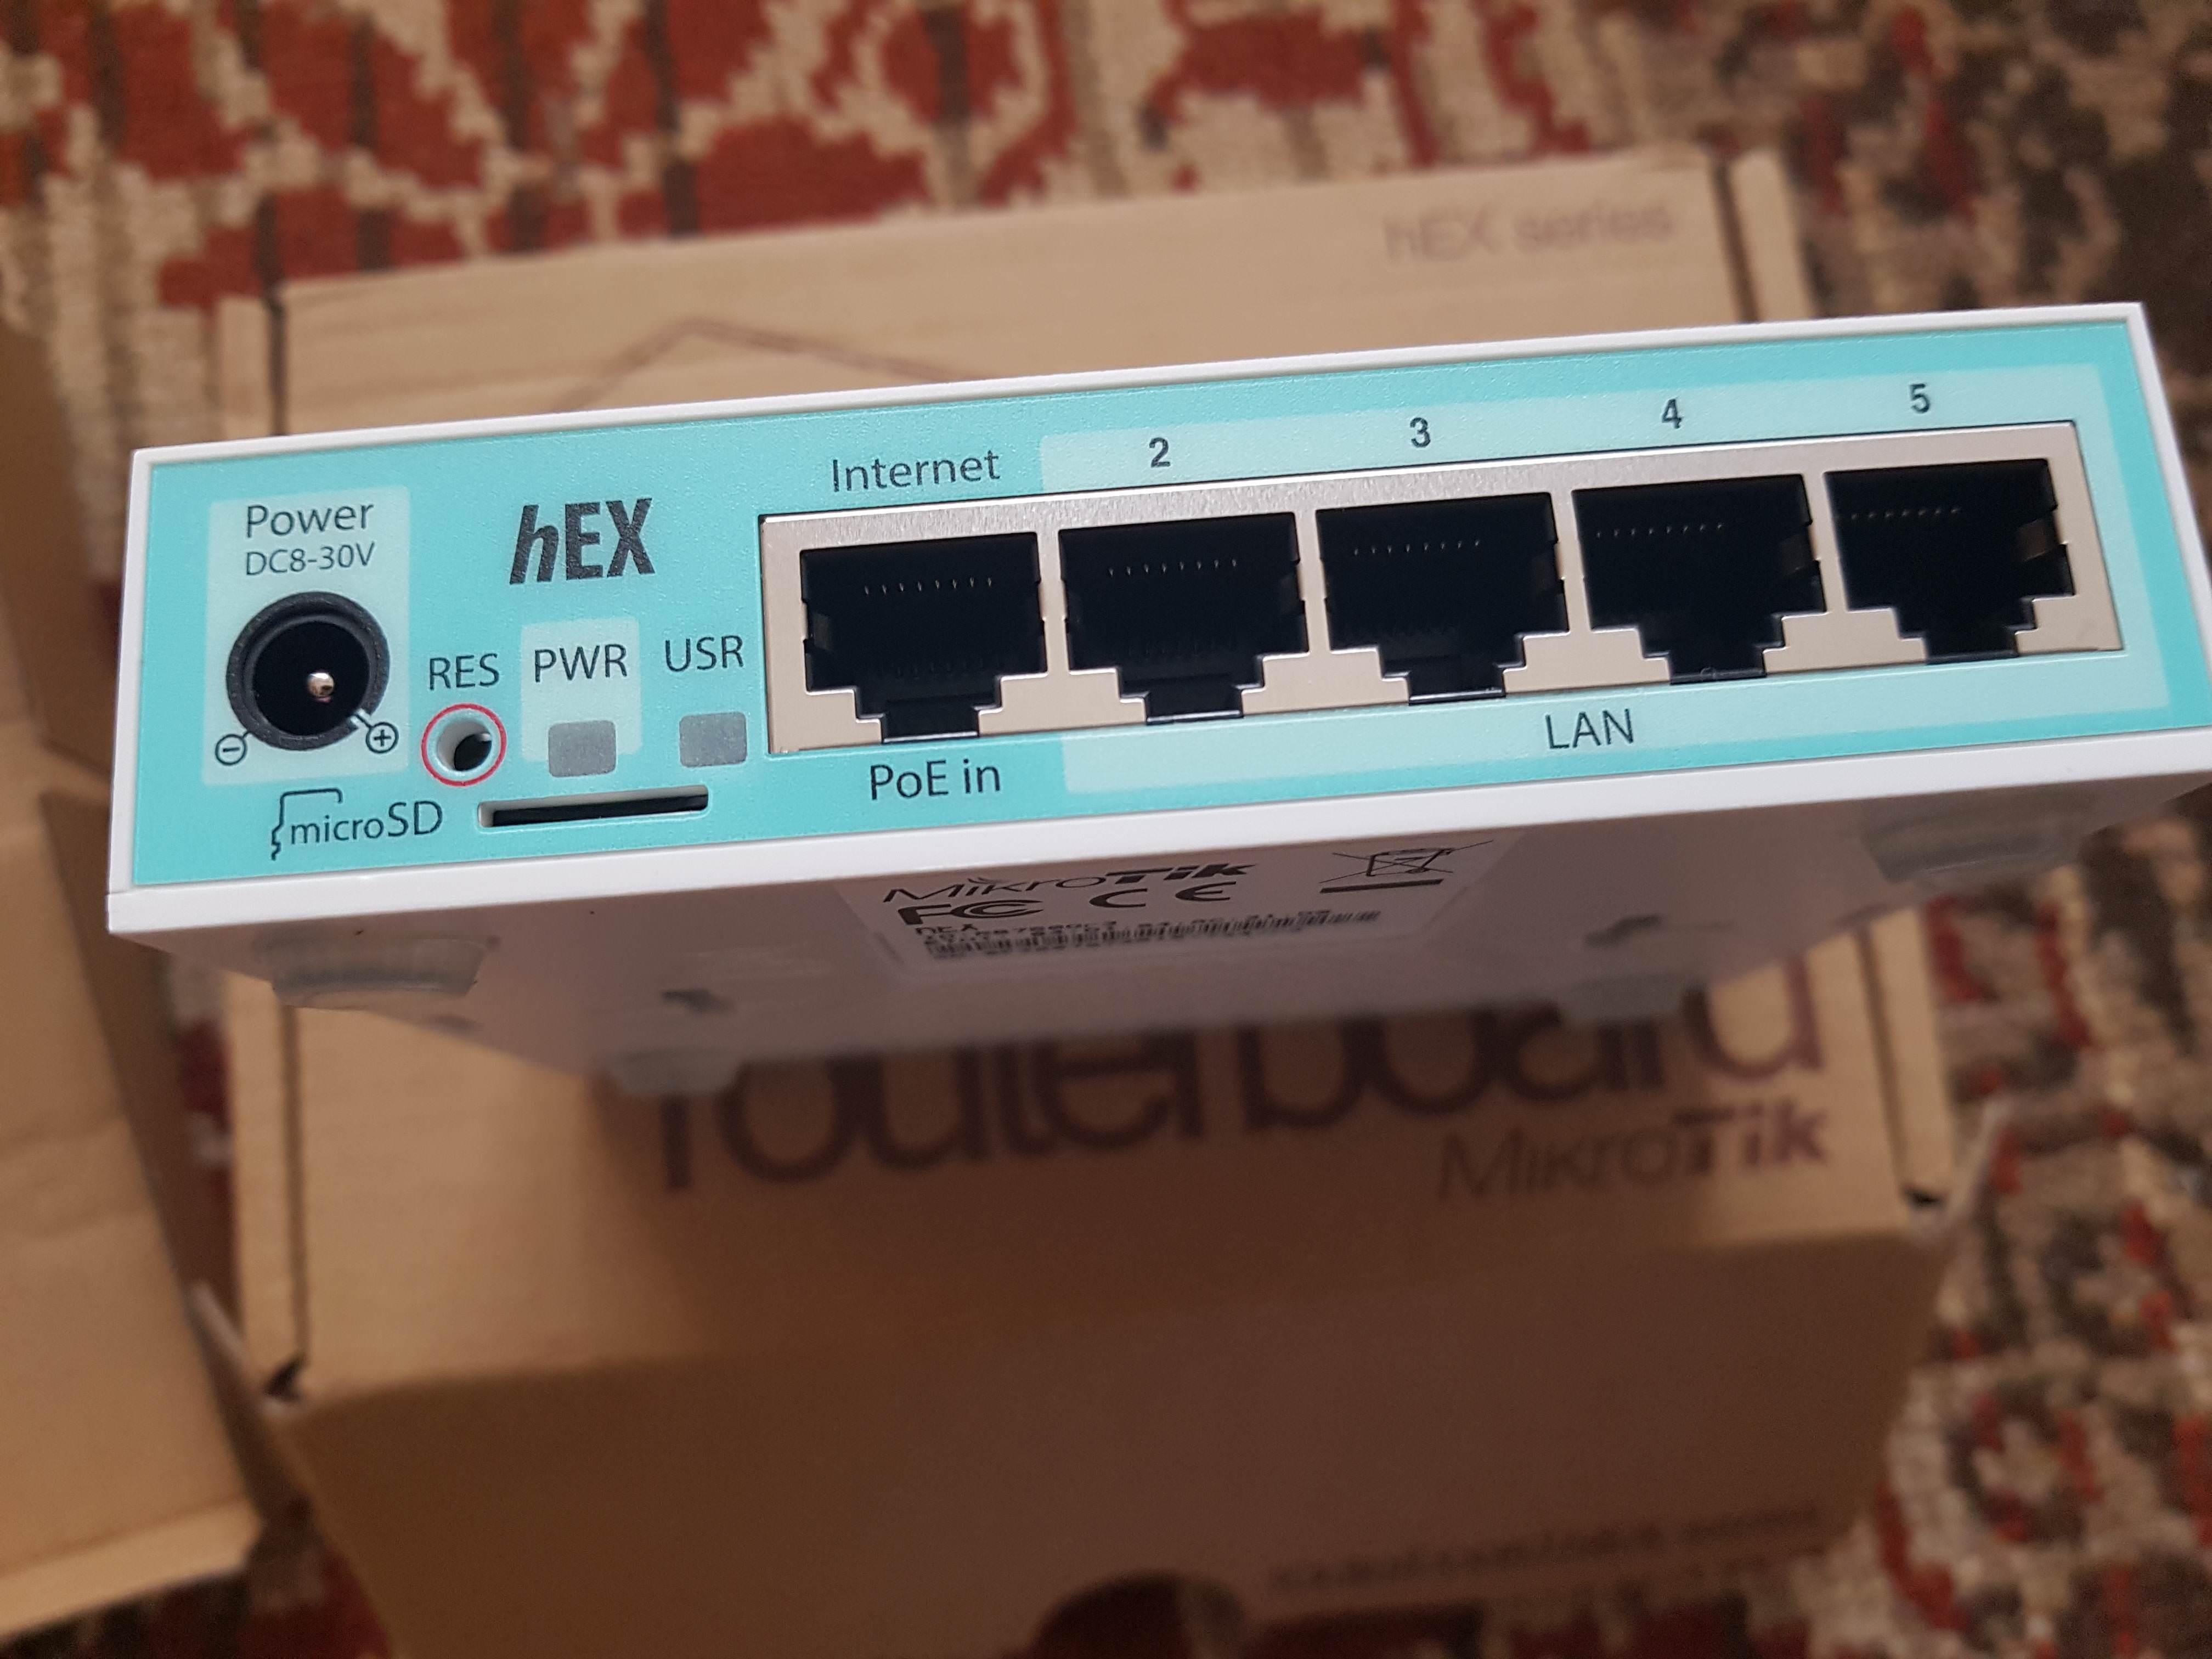 hEX series
Internet
2
3
4
5
Power
DC8-30V
hEX
RES
PWR
USR
LAN
PoE in
microSD
MikroTik
FC CE
hEX
routerboard
MikroTik